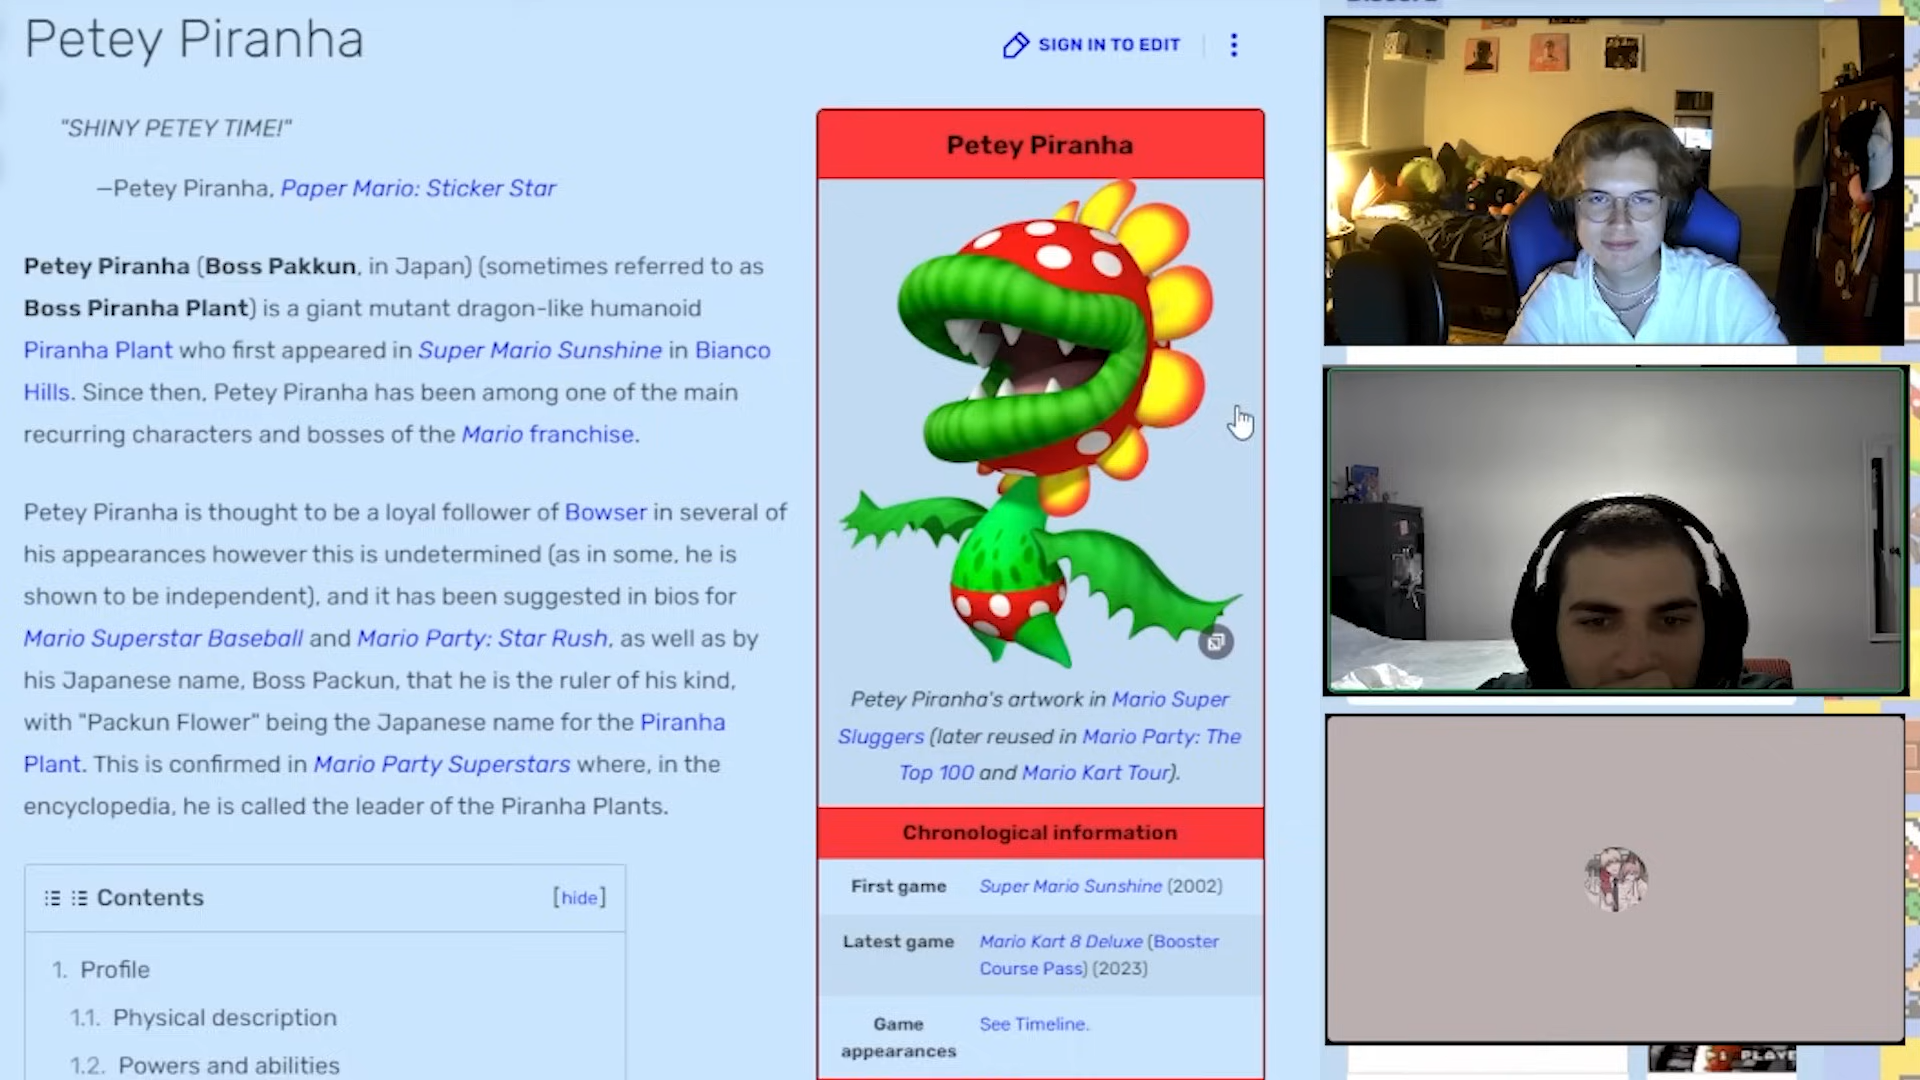 Petey Piranha
SIGN IN TO EDIT
"SHINY PETEY TIME!"
—Petey Piranha, Paper Mario: Sticker Star
Petey Piranha (Boss Pakkun, in Japan) (sometimes referred to as
Boss Piranha Plant) is a giant mutant dragon-like humanoid
Piranha Plant who first appeared in Super Mario Sunshine in Bianco
Hills. Since then, Petey Piranha has been among one of the main
recurring characters and bosses of the Mario franchise.
Petey Piranha is thought to be a loyal follower of Bowser in several of
his appearances however this is undetermined (as in some, he is
shown to be independent), and it has been suggested in bios for
Mario Superstar Baseball and Mario Party: Star Rush, as well as by
his Japanese name, Boss Packun, that he is the ruler of his kind,
with "Packun Flower" being the Japanese name for the Piranha
Plant. This is confirmed in Mario Party Superstars where, in the
encyclopedia, he is called the leader of the Piranha Plants.
Contents [hide]
1. Profile
1.1. Physical description
1.2. Powers and abilities
Petey Piranha
Petey Piranha's artwork in Mario Super
Sluggers (later reused in Mario Party: The
Top 100 and Mario Kart Tour).
Chronological information
First game Super Mario Sunshine (2002)
Latest game Mario Kart 8 Deluxe (Booster
Course Pass) (2023)
Game
appearances See Timeline.